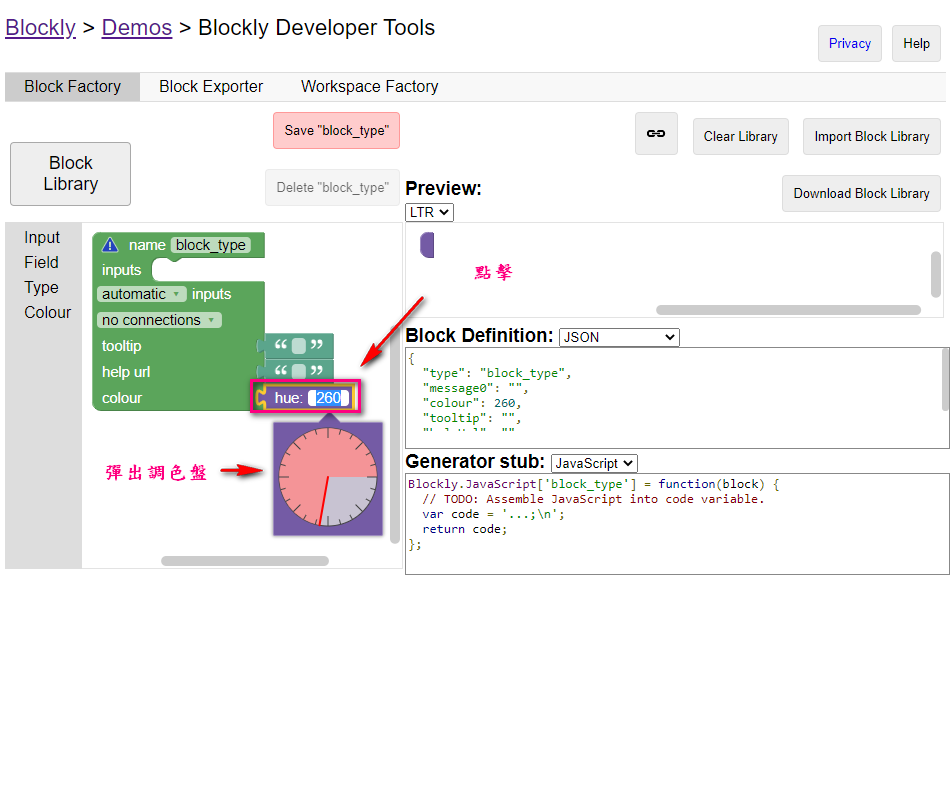 Blockly > Demos > Blockly Developer Tools
Privacy
Help
Block Factory
Block Exporter
Workspace Factory
Save "block_type"
Clear Library
Import Block Library
Block
Library
Delete "block_type"
Preview:
Download Block Library
LTR
Input
Field
Type
Colour
name block_type
inputs
automatic inputs
no connections
tooltip “ ”
help url “ ”
colour hue: 260
點擊
彈出調色盤
Block Definition: JSON
{
"type": "block_type",
"message0": "",
"colour": 260,
"tooltip": "",
Generator stub: JavaScript
Blockly.JavaScript['block_type'] = function(block) {
// TODO: Assemble JavaScript into code variable.
var code = '...;\n';
return code;
};